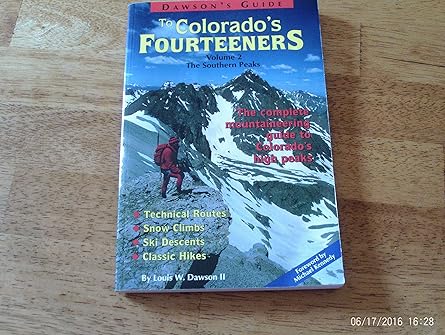 DAWSON'S GUIDE
To Colorado's
FOURTEENERS
Volume 2
The Southern Peaks
The complete
mountaineering
guide to
Colorado's
high peaks
Technical Routes
Snow Climbs
Ski Descents
Classic Hikes
By Louis W. Dawson II
Foreword by
Michael Kennedy
06/17/2016 16:28